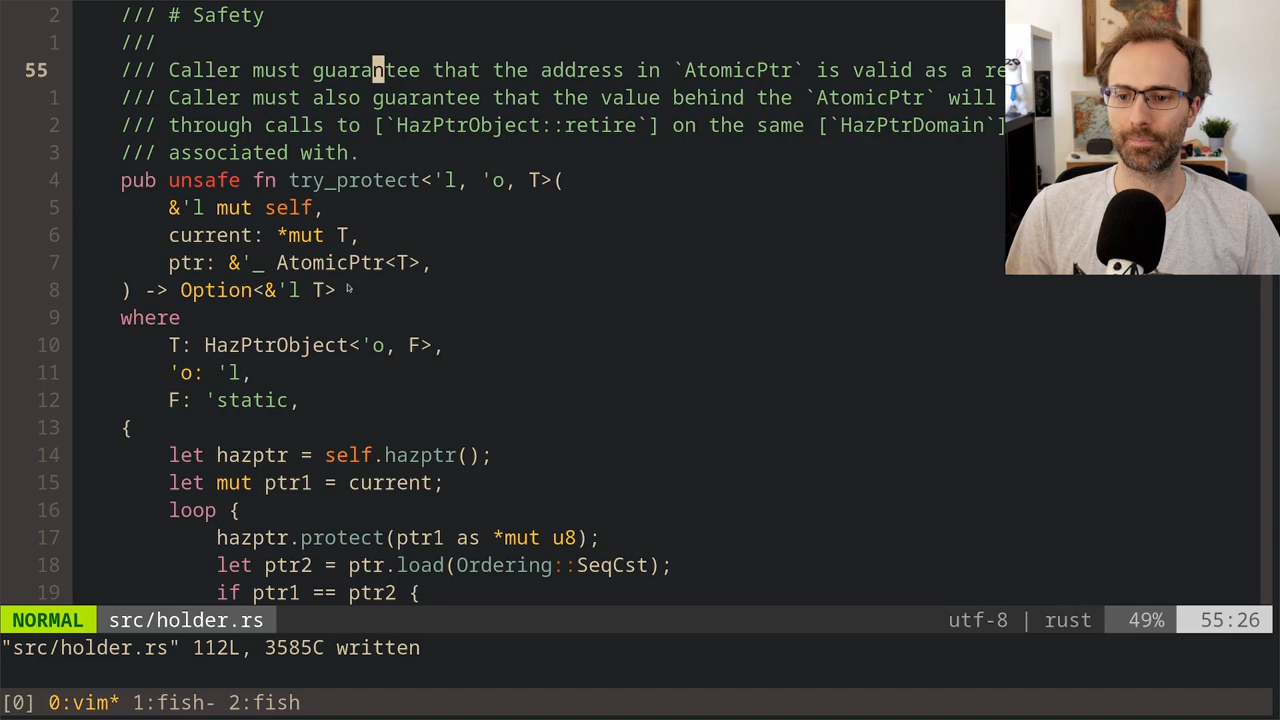 2 /// # Safety
1 ///
55 /// Caller must guarantee that the address in `AtomicPtr` is valid as a re
1 /// Caller must also guarantee that the value behind the `AtomicPtr` will
2 /// through calls to [`HazPtrObject::retire`] on the same [`HazPtrDomain`]
3 /// associated with.
4 pub unsafe fn try_protect<'l, 'o, T>(
5 &'l mut self,
6 current: *mut T,
7 ptr: &'_ AtomicPtr<T>,
8 ) -> Option<&'l T>
9 where
10 T: HazPtrObject<'o, F>,
11 'o: 'l,
12 F: 'static,
13 {
14 let hazptr = self.hazptr();
15 let mut ptr1 = current;
16 loop {
17 hazptr.protect(ptr1 as *mut u8);
18 let ptr2 = ptr.load(Ordering::SeqCst);
19 if ptr1 == ptr2 {
NORMAL src/holder.rs utf-8 | rust 49% 55:26
"src/holder.rs" 112L, 3585C written
[0] 0:vim* 1:fish- 2:fish